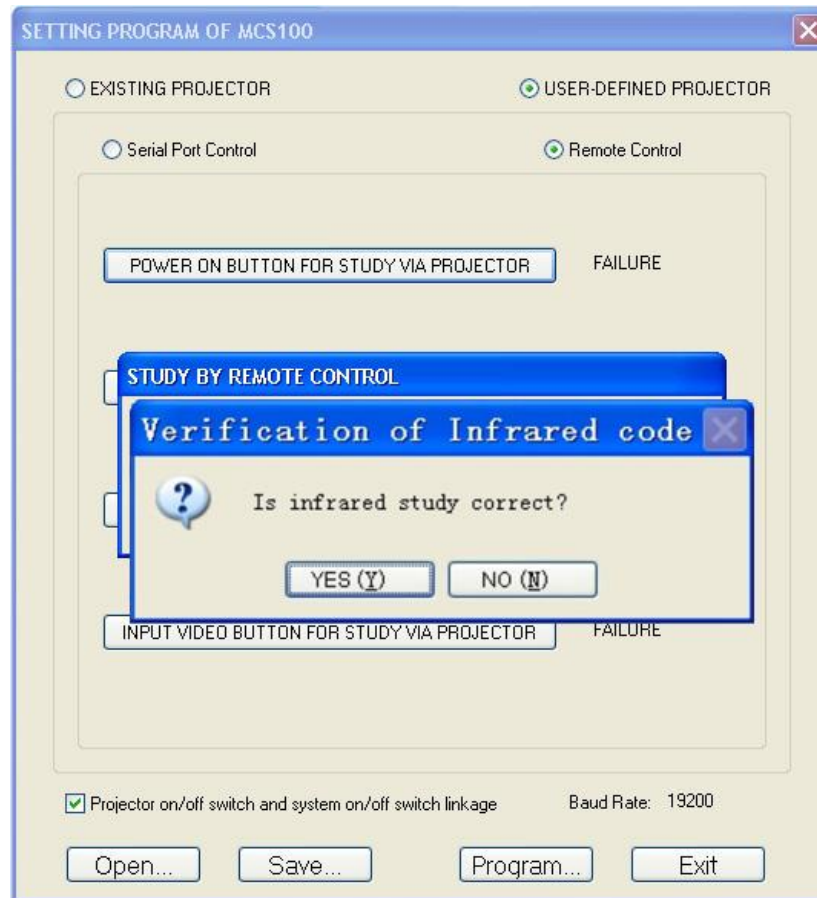 SETTING PROGRAM OF MCS100
EXISTING PROJECTOR
USER-DEFINED PROJECTOR
Serial Port Control
Remote Control
POWER ON BUTTON FOR STUDY VIA PROJECTOR
FAILURE
STUDY BY REMOTE CONTROL
Verification of Infrared code
Is infrared study correct?
YES (Y)
NO (N)
INPUT VIDEO BUTTON FOR STUDY VIA PROJECTOR
FAILURE
Projector on/off switch and system on/off switch linkage
Baud Rate: 19200
Open...
Save...
Program...
Exit